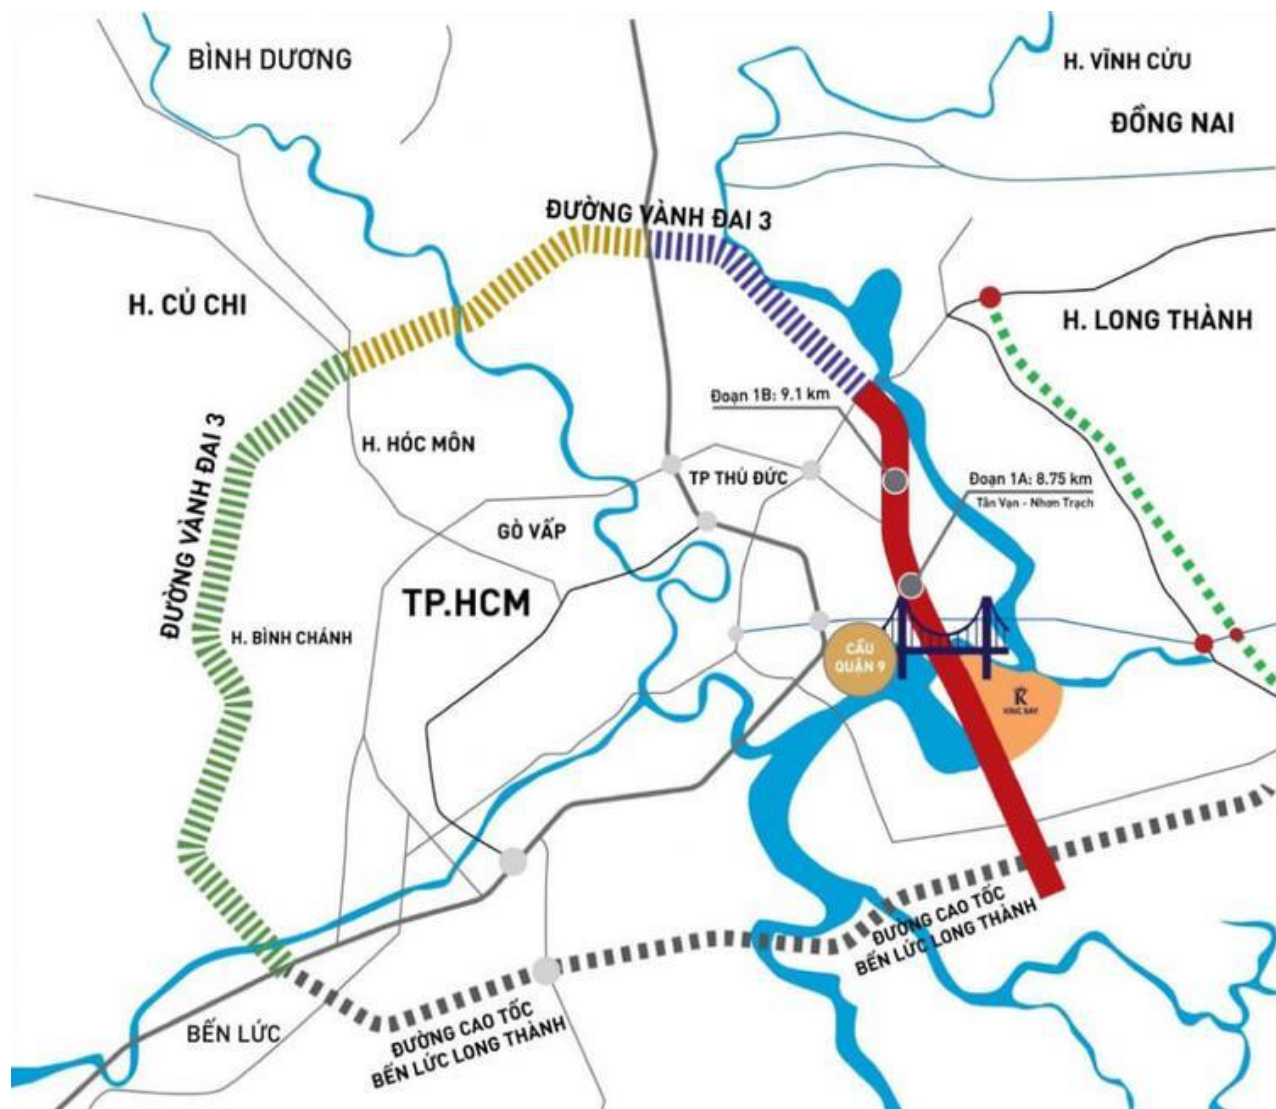 BÌNH DƯƠNG
H. VĨNH CỬU
ĐỒNG NAI
ĐƯỜNG VÀNH ĐAI 3
H. CỦ CHI
H. LONG THÀNH
Đoạn 1B: 9.1 km
ĐƯỜNG VÀNH ĐAI 3
H. HÓC MÔN
TP THỦ ĐỨC
Đoạn 1A: 8.75 km
Tân Vạn - Nhơn Trạch
GÒ VẤP
TP.HCM
H. BÌNH CHÁNH
CẦU
QUẬN 9
KING BAY
ĐƯỜNG CAO TỐC
BẾN LỨC LONG THÀNH
BẾN LỨC
ĐƯỜNG CAO TỐC
BẾN LỨC LONG THÀNH